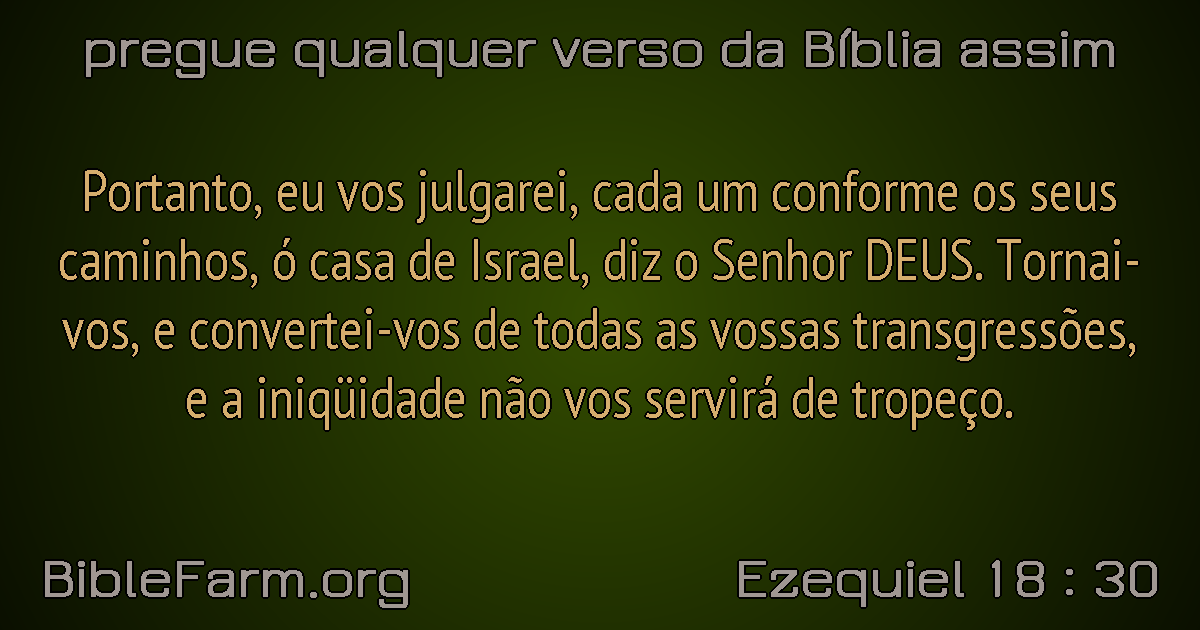 pregue qualquer verso da Bíblia assim
Portanto, eu vos julgarei, cada um conforme os seus
caminhos, ó casa de Israel, diz o Senhor DEUS. Tornai-
vos, e convertei-vos de todas as vossas transgressões,
e a iniqüidade não vos servirá de tropeço.
BibleFarm.org
Ezequiel 18 : 30